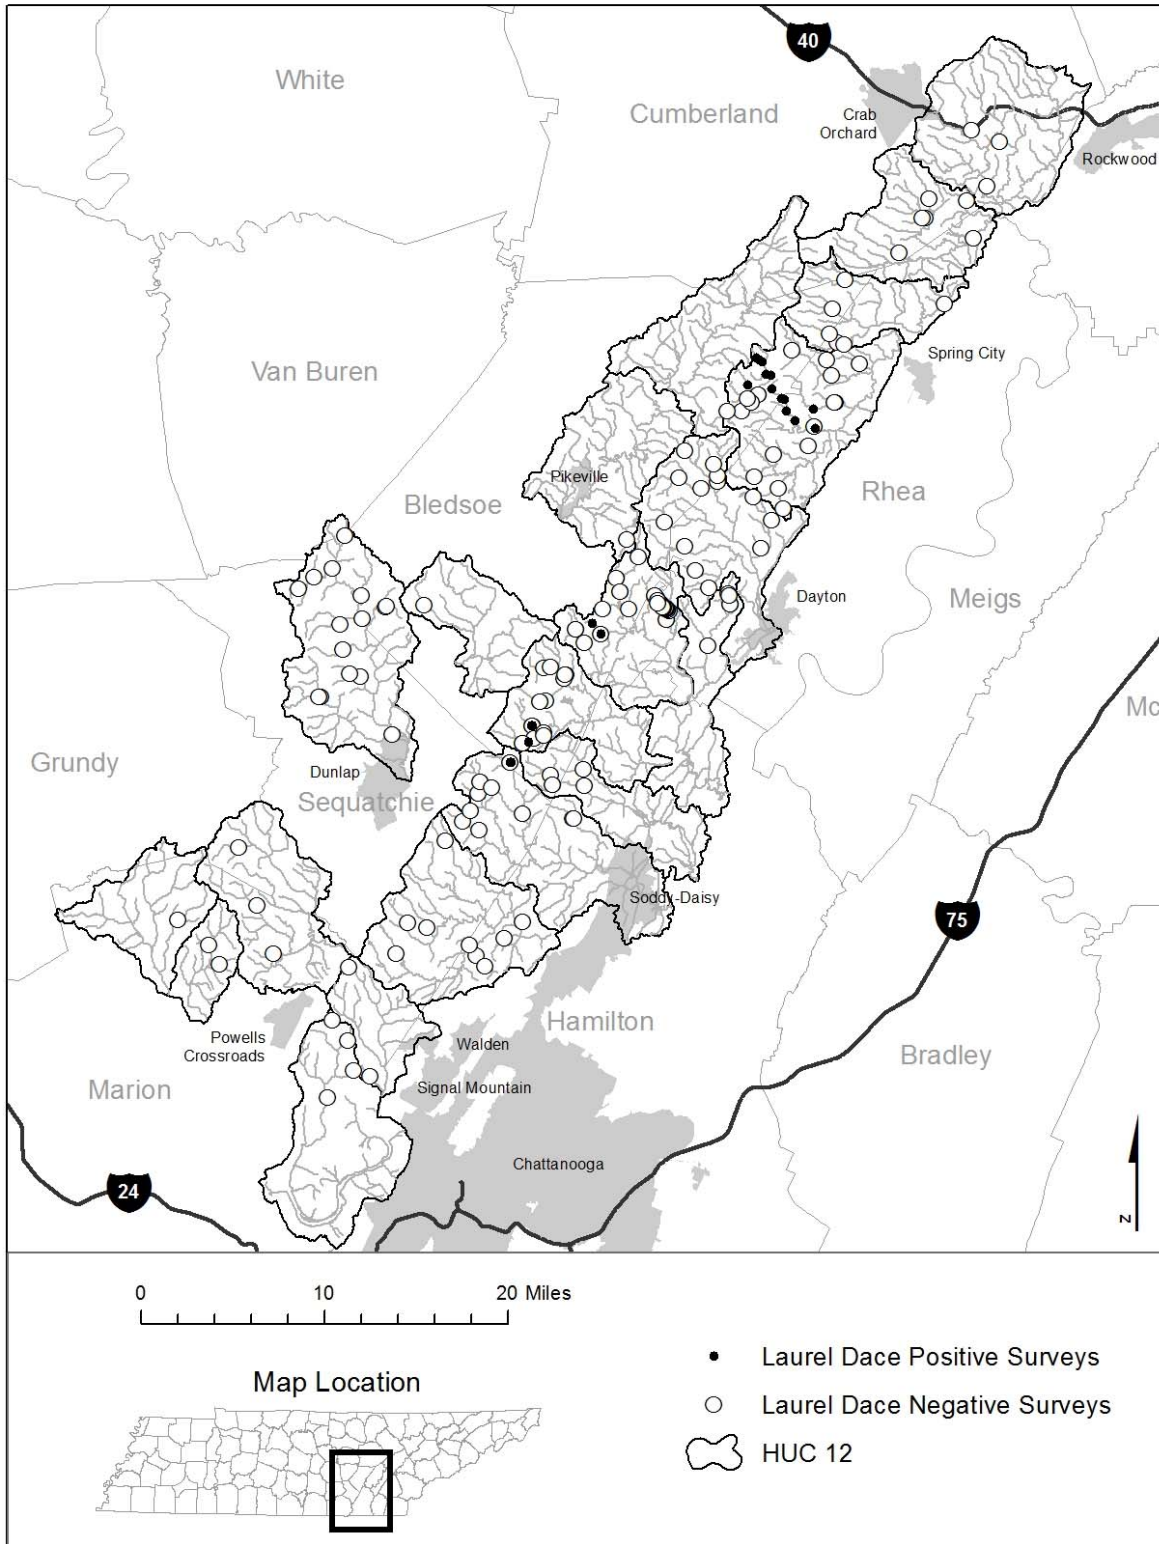 40
White
Cumberland
Crab
Orchard
Rockwood
Van Buren
Spring City
Pikeville
Bledsoe
Rhea
Dayton
Meigs
Mc
Grundy
Dunlap
Sequatchie
Soddy-Daisy
75
Hamilton
Powells
Crossroads
Walden
Bradley
Marion
Signal Mountain
Chattanooga
24
N
0 10 20 Miles
Map Location
Laurel Dace Positive Surveys
Laurel Dace Negative Surveys
HUC 12